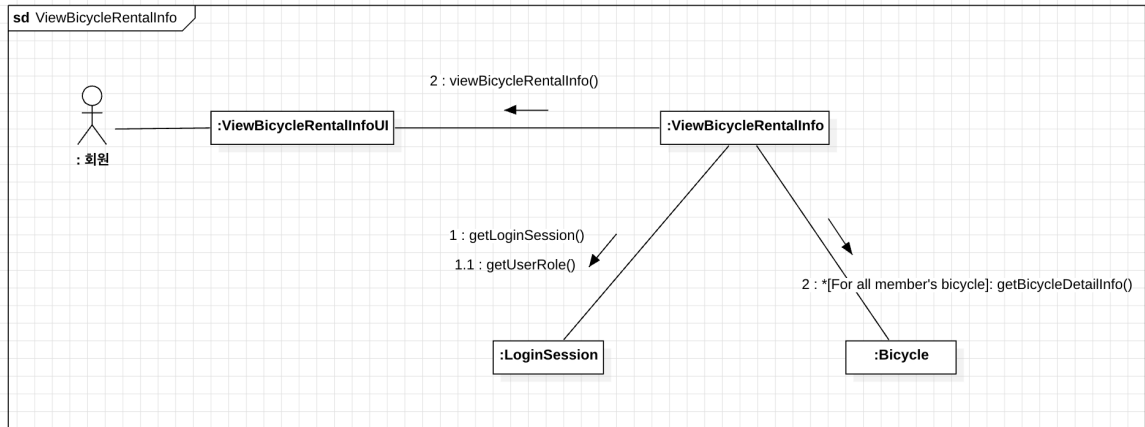 sd ViewBicycleRentalInfo
2 : viewBicycleRentalInfo()
:ViewBicycleRentalInfoUI
:ViewBicycleRentalInfo
: 회원
1 : getLoginSession()
1.1 : getUserRole()
2 : *[For all member's bicycle]: getBicycleDetailInfo()
:LoginSession
:Bicycle